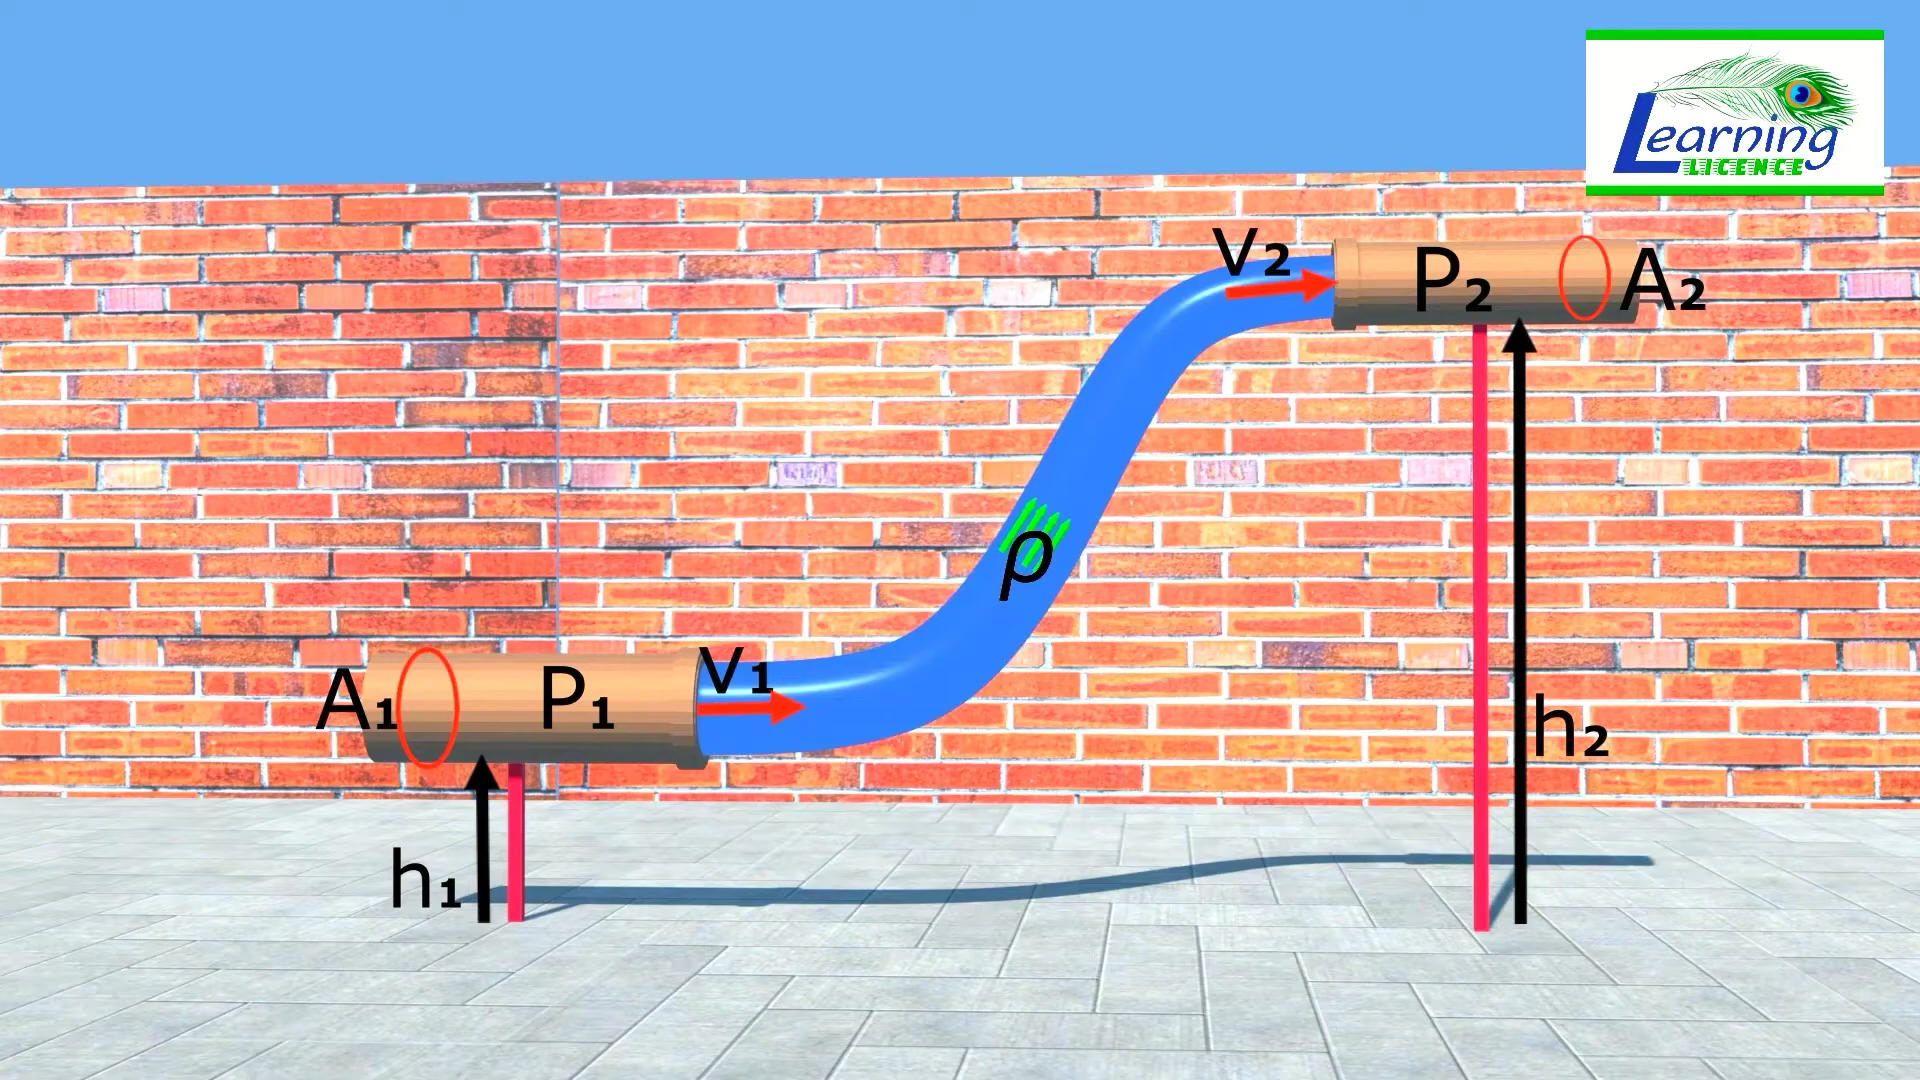 Learning
LICENCE
V₂
P₂
A₂
ρ
A₁
P₁
V₁
h₂
h₁